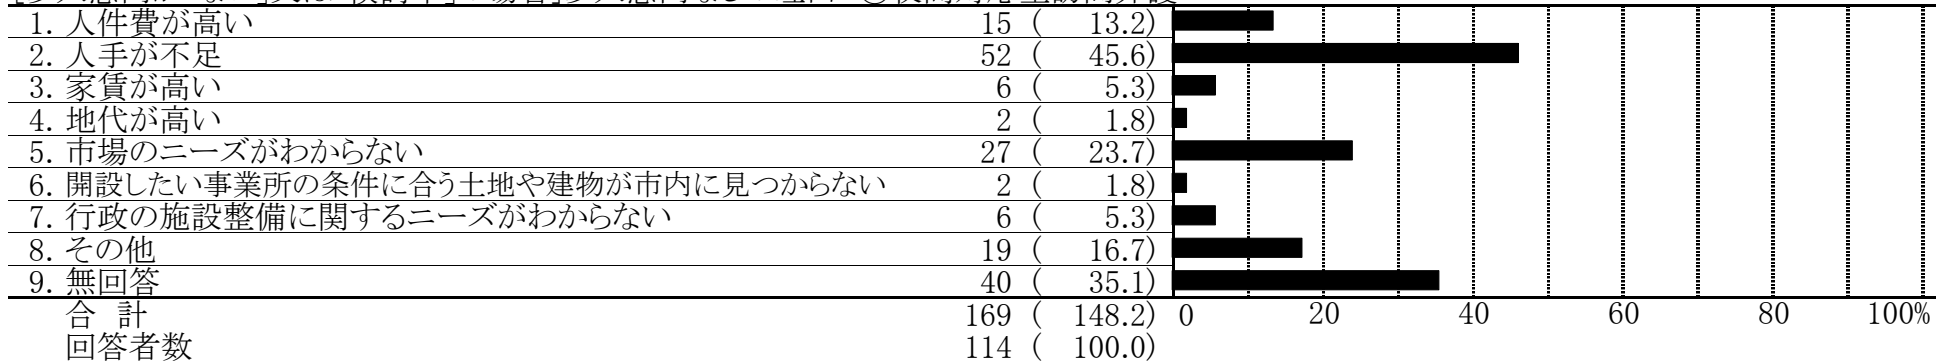 1. 人件費が高い 15 ( 13.2)
2. 人手が不足 52 ( 45.6)
3. 家賃が高い 6 ( 5.3)
4. 地代が高い 2 ( 1.8)
5. 市場のニーズがわからない 27 ( 23.7)
6. 開設したい事業所の条件に合う土地や建物が市内に見つからない 2 ( 1.8)
7. 行政の施設整備に関するニーズがわからない 6 ( 5.3)
8. その他 19 ( 16.7)
9. 無回答 40 ( 35.1)
合 計 169 ( 148.2) 0 20 40 60 80 100%
回答者数 114 ( 100.0)